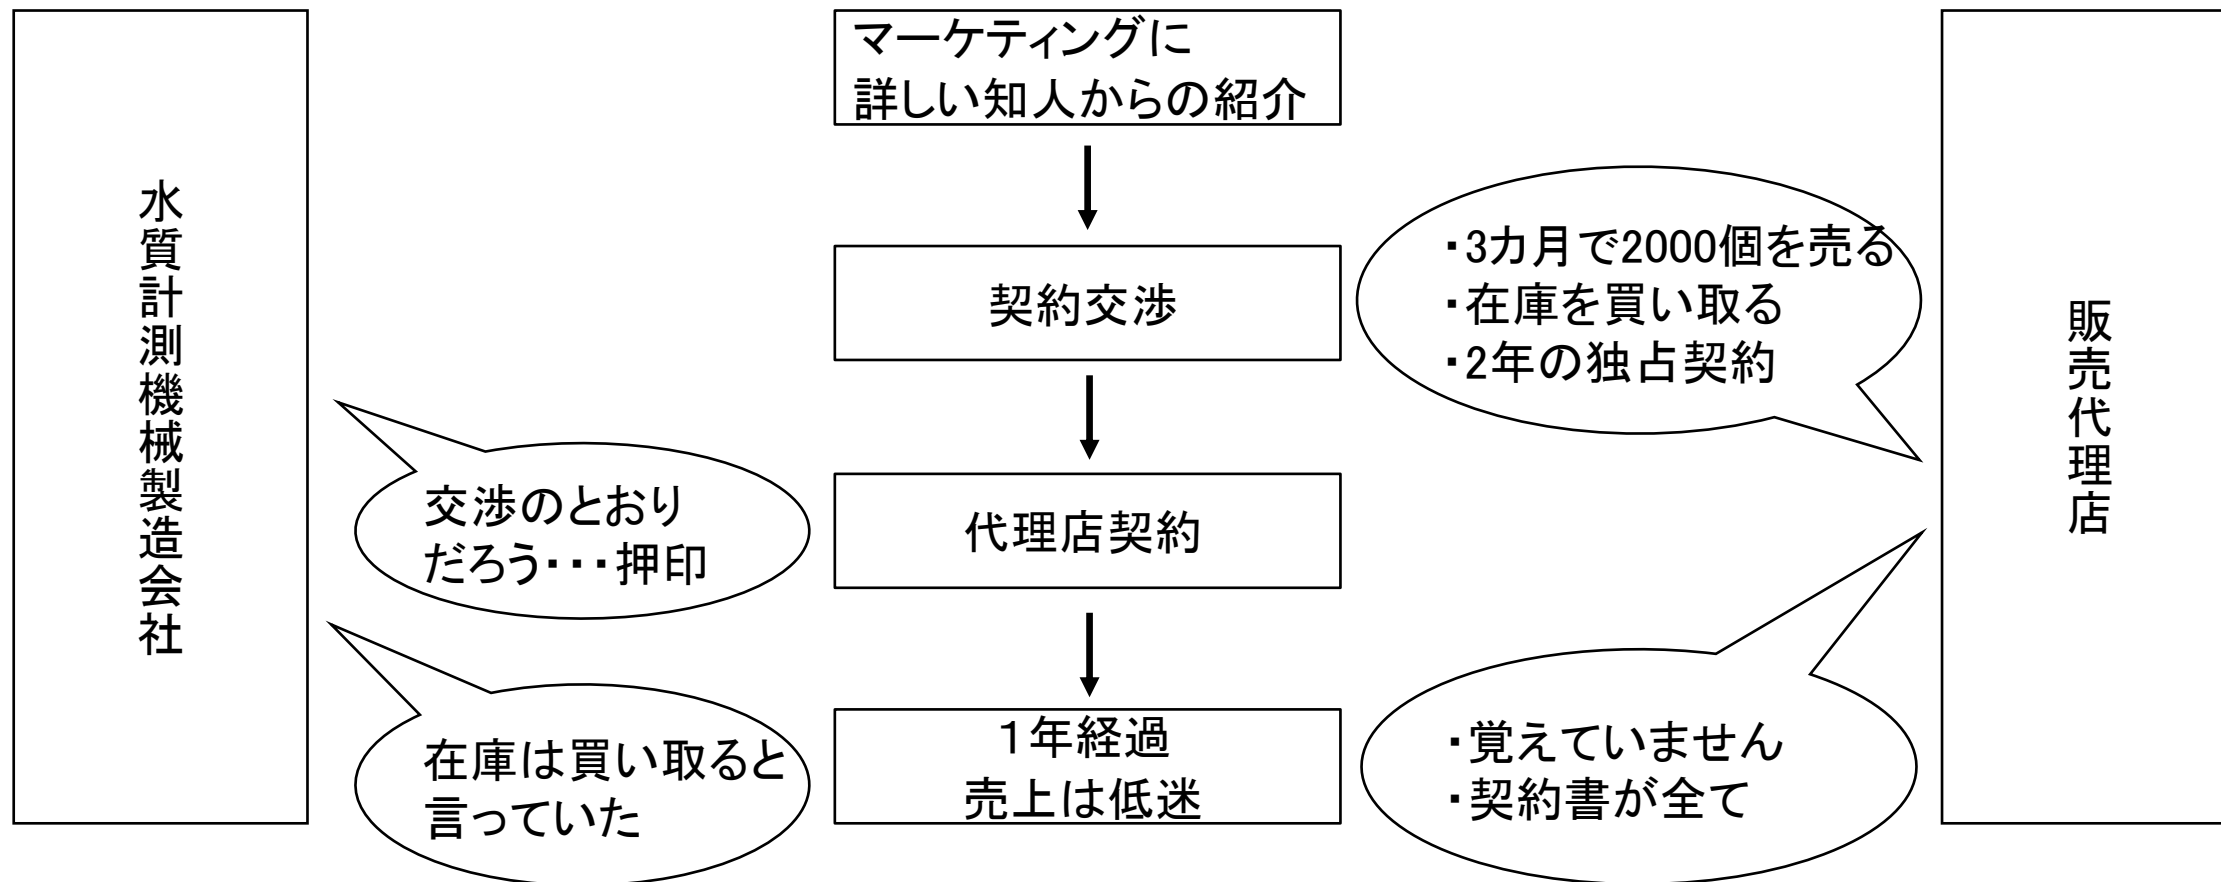 水質計測機械製造会社
マーケティングに
詳しい知人からの紹介
契約交渉
・3カ月で2000個を売る
・在庫を買い取る
・2年の独占契約
代理店契約
交渉のとおり
だろう・・・押印
1年経過
売上は低迷
在庫は買い取ると
言っていた
・覚えていません
・契約書が全て
販売代理店